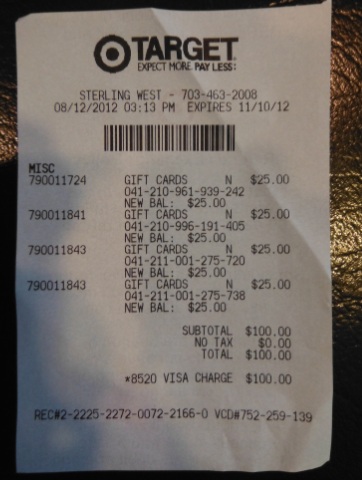 TARGET
EXPECT MORE. PAY LESS.
STERLING WEST - 703-463-2008
08/12/2012 03:13 PM EXPIRES 11/10/12
MISC
790011724 GIFT CARDS N $25.00
041-210-961-939-242
NEW BAL: $25.00
790011841 GIFT CARDS N $25.00
041-210-996-191-405
NEW BAL: $25.00
790011843 GIFT CARDS N $25.00
041-211-001-275-720
NEW BAL: $25.00
790011843 GIFT CARDS N $25.00
041-211-001-275-738
NEW BAL: $25.00
SUBTOTAL $100.00
NO TAX $0.00
TOTAL $100.00
*8520 VISA CHARGE $100.00
REC#2-2225-2272-0072-2166-0 VCD#752-259-139